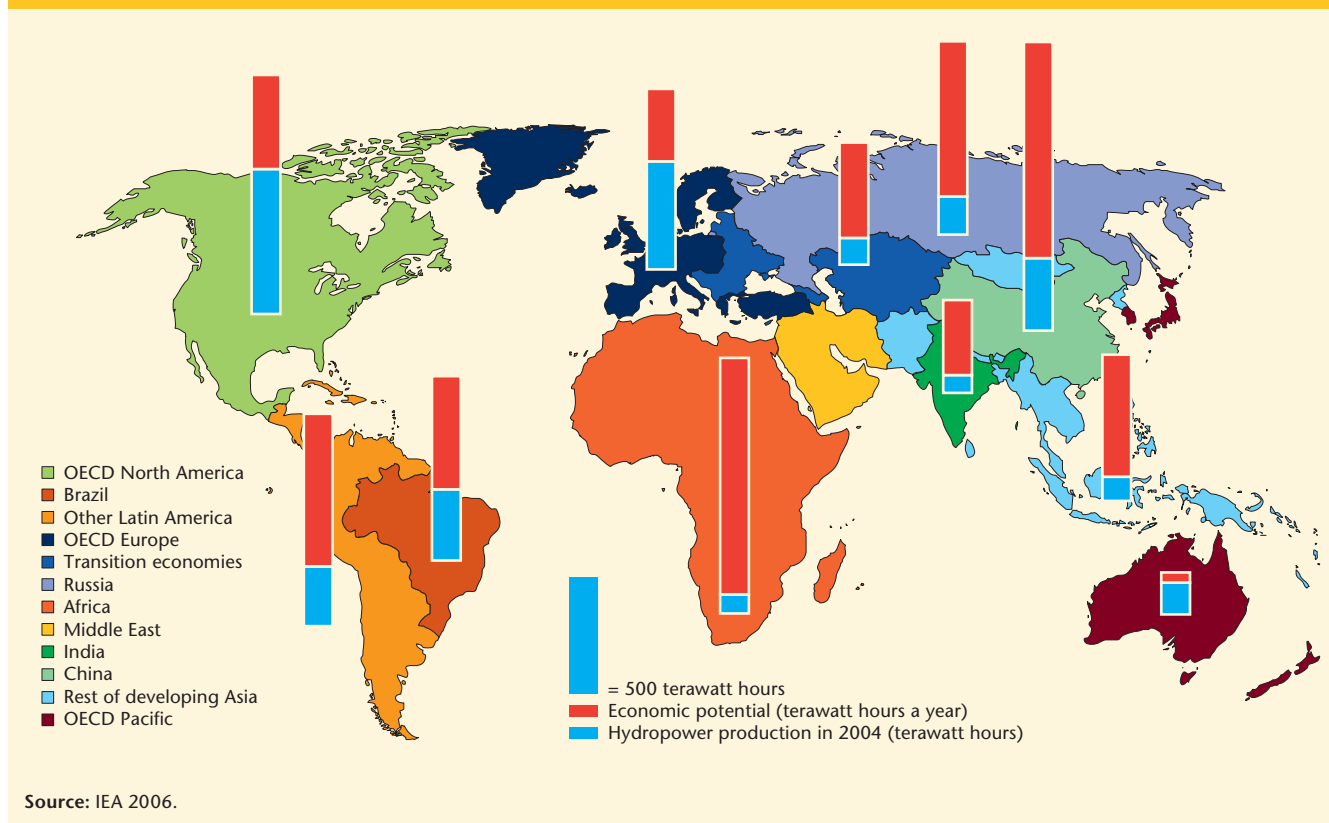 OECD North America
Brazil
Other Latin America
OECD Europe
Transition economies
Russia
Africa
Middle East
India
China
Rest of developing Asia
OECD Pacific
= 500 terawatt hours
Economic potential (terawatt hours a year)
Hydropower production in 2004 (terawatt hours)
Source: IEA 2006.